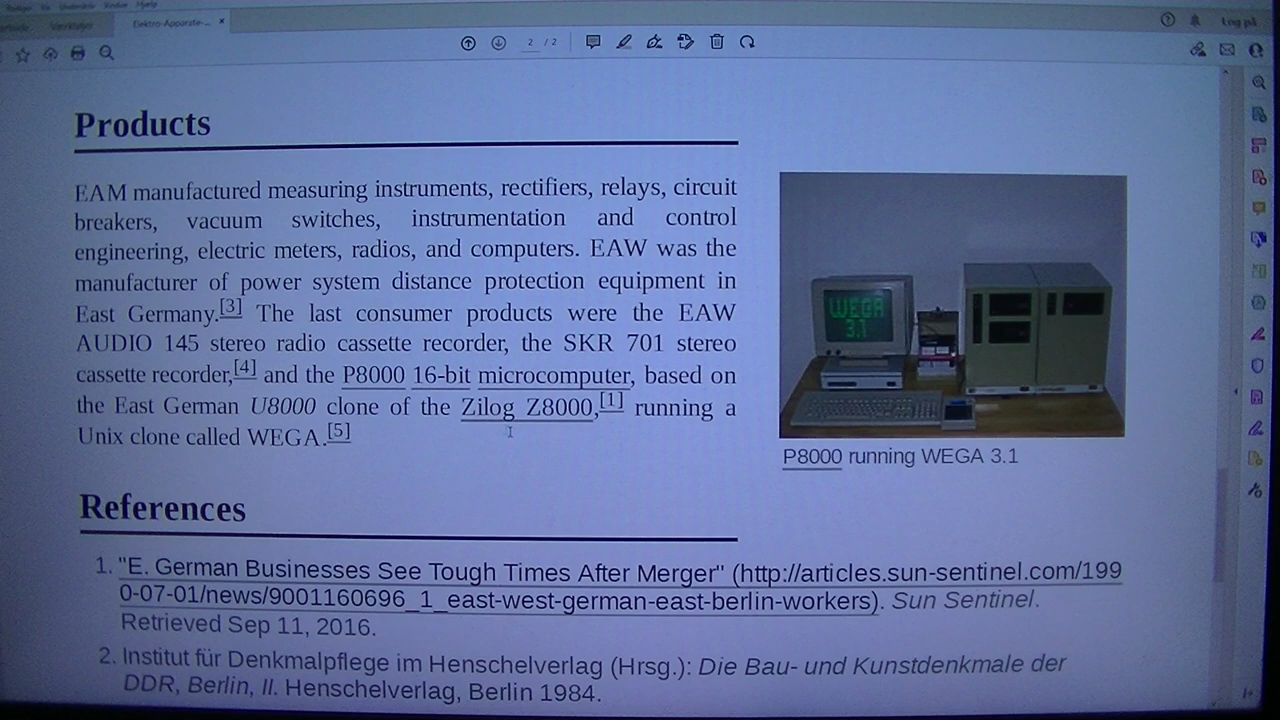 Vindue Hjælp
Værktøjer
Elektro-Apparate-... ×
Log på
2 / 2
Products
EAM manufactured measuring instruments, rectifiers, relays, circuit
breakers, vacuum switches, instrumentation and control
engineering, electric meters, radios, and computers. EAW was the
manufacturer of power system distance protection equipment in
East Germany.[3] The last consumer products were the EAW
AUDIO 145 stereo radio cassette recorder, the SKR 701 stereo
cassette recorder,[4] and the P8000 16-bit microcomputer, based on
the East German U8000 clone of the Zilog Z8000,[1] running a
Unix clone called WEGA.[5]
WEGA
3.1
P8000 running WEGA 3.1
References
1. "E. German Businesses See Tough Times After Merger" (http://articles.sun-sentinel.com/199
0-07-01/news/9001160696_1_east-west-german-east-berlin-workers). Sun Sentinel.
Retrieved Sep 11, 2016.
2. Institut für Denkmalpflege im Henschelverlag (Hrsg.): Die Bau- und Kunstdenkmale der
DDR, Berlin, II. Henschelverlag, Berlin 1984.